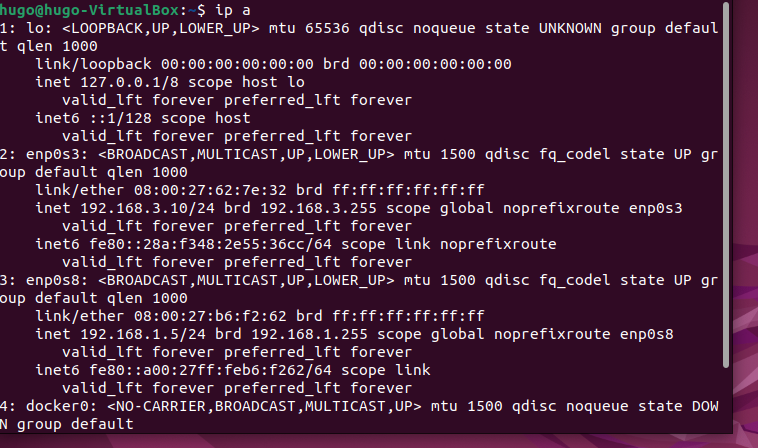 hugo@hugo-VirtualBox:~$ ip a
1: lo: <LOOPBACK,UP,LOWER_UP> mtu 65536 qdisc noqueue state UNKNOWN group defaul
t qlen 1000
    link/loopback 00:00:00:00:00:00 brd 00:00:00:00:00:00
    inet 127.0.0.1/8 scope host lo
       valid_lft forever preferred_lft forever
    inet6 ::1/128 scope host
       valid_lft forever preferred_lft forever
2: enp0s3: <BROADCAST,MULTICAST,UP,LOWER_UP> mtu 1500 qdisc fq_codel state UP gr
oup default qlen 1000
    link/ether 08:00:27:62:7e:32 brd ff:ff:ff:ff:ff:ff
    inet 192.168.3.10/24 brd 192.168.3.255 scope global noprefixroute enp0s3
       valid_lft forever preferred_lft forever
    inet6 fe80::28a:f348:2e55:36cc/64 scope link noprefixroute
       valid_lft forever preferred_lft forever
3: enp0s8: <BROADCAST,MULTICAST,UP,LOWER_UP> mtu 1500 qdisc fq_codel state UP gr
oup default qlen 1000
    link/ether 08:00:27:b6:f2:62 brd ff:ff:ff:ff:ff:ff
    inet 192.168.1.5/24 brd 192.168.1.255 scope global noprefixroute enp0s8
       valid_lft forever preferred_lft forever
    inet6 fe80::a00:27ff:feb6:f262/64 scope link
       valid_lft forever preferred_lft forever
4: docker0: <NO-CARRIER,BROADCAST,MULTICAST,UP> mtu 1500 qdisc noqueue state DOW
N group default